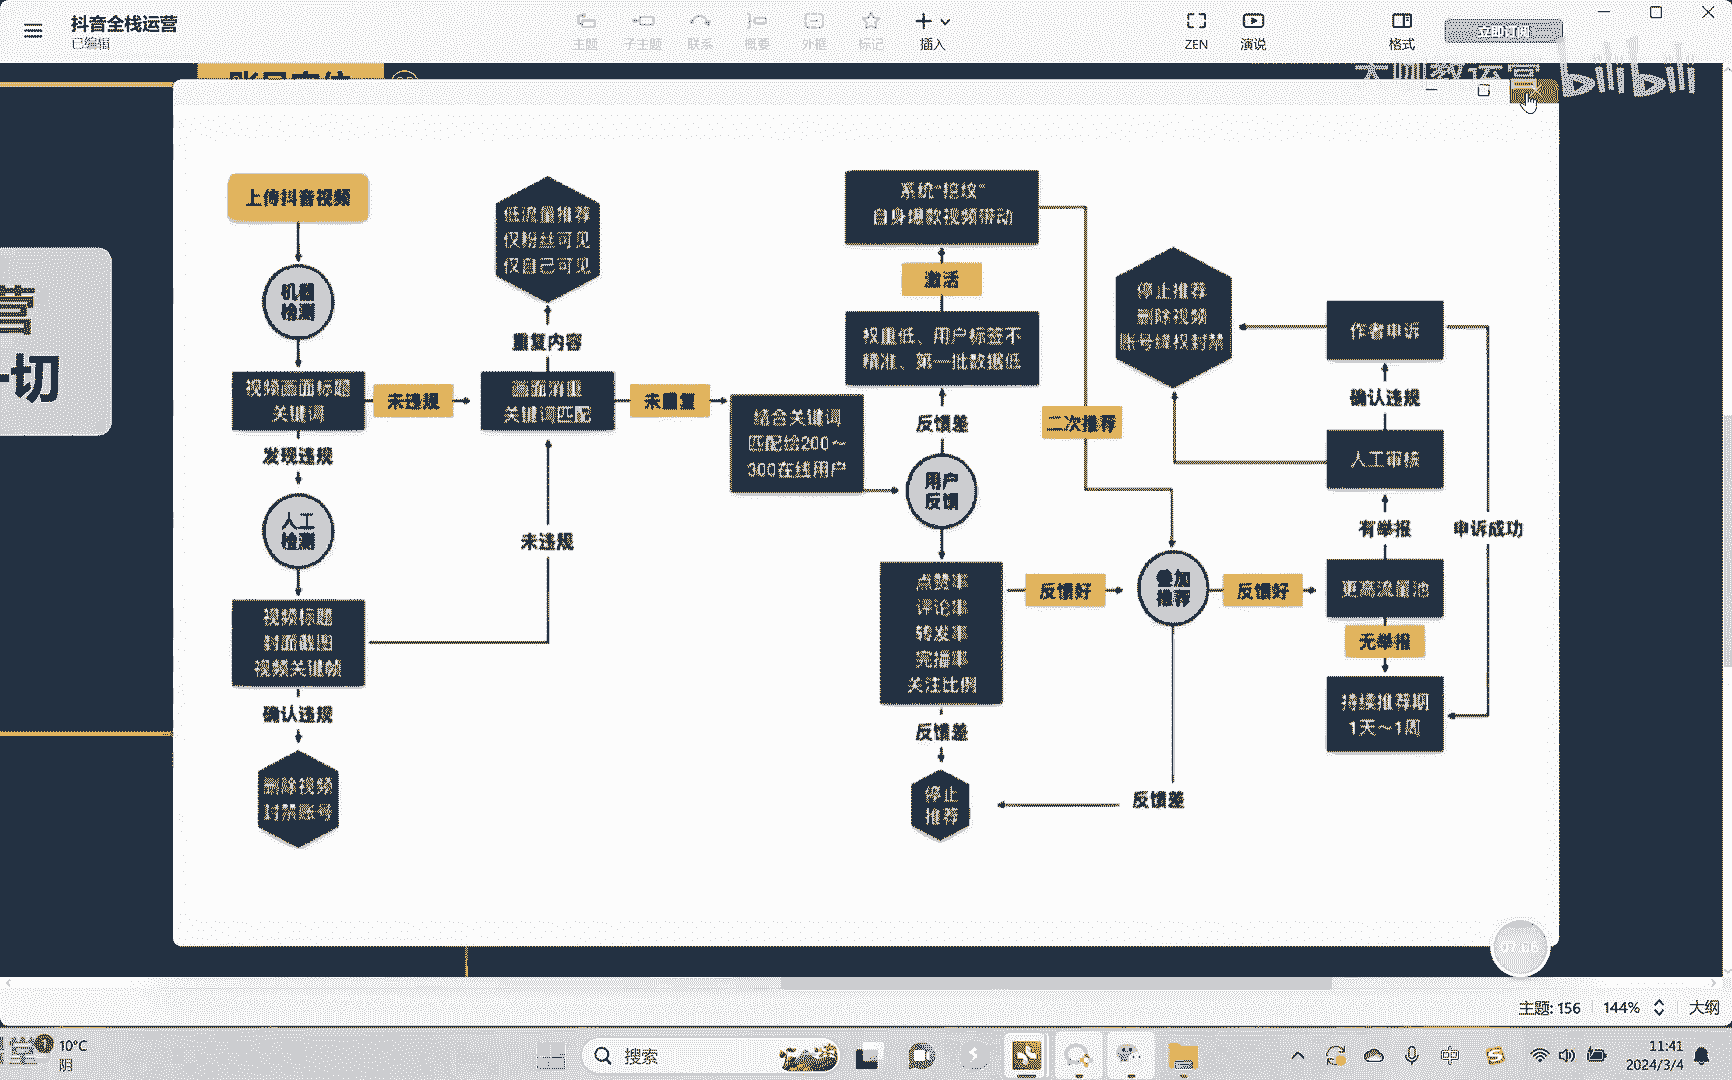 抖音全栈运营
已编辑
主题
子主题
联系
概要
外框
标记
插入
ZEN
演说
格式
立即订阅
bilibili
上传抖音视频
机器
检测
视频画面标题
关键词
未违规
发现违规
人工
检测
视频标题
封面截图
视频关键帧
确认违规
删除视频
封禁账号
低流量推荐
仅粉丝可见
仅自己可见
重复内容
画面消重
关键词匹配
未重复
未违规
结合关键词
匹配给200～
300在线用户
系统“挖坟”
自身爆款视频带动
激活
权重低、用户标签不
精准、第一批数据低
反馈差
用户
反馈
点赞率
评论率
转发率
完播率
关注比例
反馈差
停止
推荐
反馈好
二次推荐
叠加
推荐
反馈好
反馈差
停止推荐
删除视频
账号降权封禁
作者申诉
确认违规
人工审核
有举报
申诉成功
更高流量池
无举报
持续推荐期
1天～1周
营
一切
主题: 156
144%
大纲
10°C
阴
搜索
中
11:41
2024/3/4